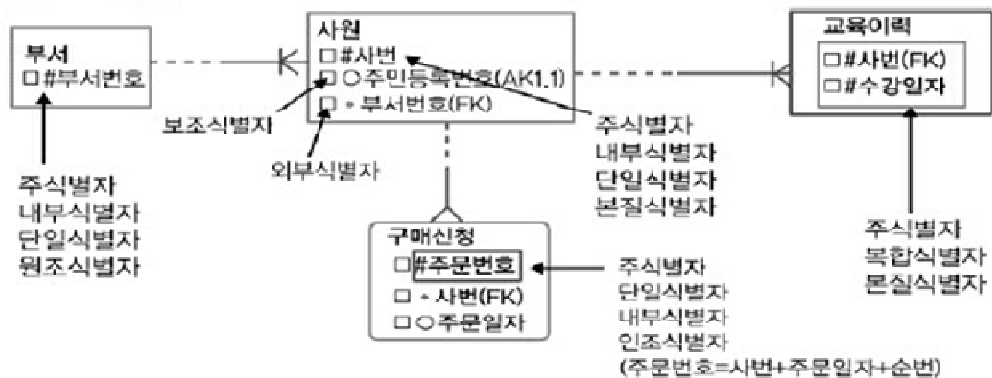 부서
□ #부서번호
주식별자
내부식별자
단일식별자
원조식별자
사원
□ #사번
□ ○주민등록번호(AK1.1)
□ ∘ 부서번호(FK)
보조식별자
외부식별자
주식별자
내부식별자
단일식별자
본질식별자
교육이력
□ #사번(FK)
□ #수강일자
주식별자
복합식별자
본질식별자
구매신청
□ #주문번호
□ ∘ 사번(FK)
□ ○주문일자
주식별자
단일식별자
내부식별자
인조식별자
(주문번호=사번+주문일자+순번)